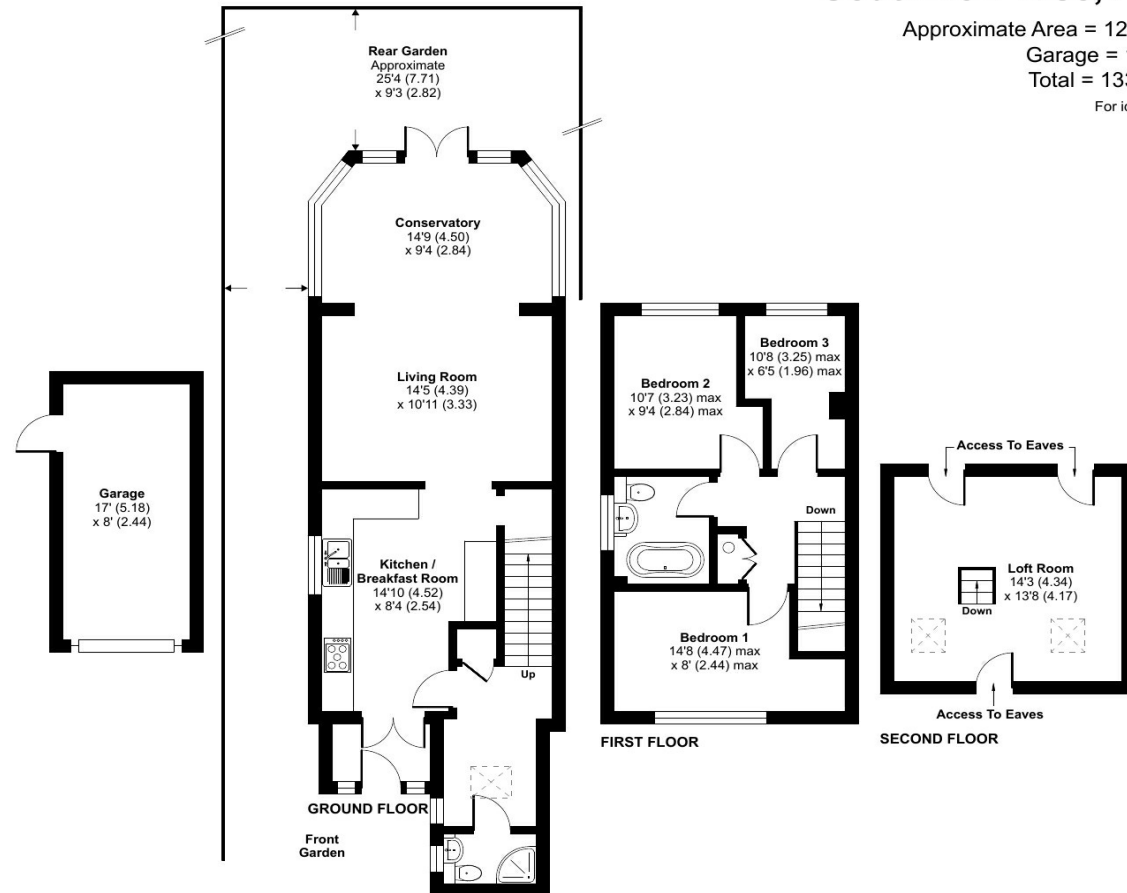 Approximate Area = 12
Garage =
Total = 133
For
Rear Garden
Approximate
25'4 (7.71)
x 9'3 (2.82)
Conservatory
14'9 (4.50)
x 9'4 (2.84)
Living Room
14'5 (4.39)
x 10'11 (3.33)
Garage
17' (5.18)
x 8' (2.44)
Kitchen /
Breakfast Room
14'10 (4.52)
x 8'4 (2.54)
Up
GROUND FLOOR
Front
Garden
Bedroom 3
10'8 (3.25) max
x 6'5 (1.96) max
Bedroom 2
10'7 (3.23) max
x 9'4 (2.84) max
Down
Bedroom 1
14'8 (4.47) max
x 8' (2.44) max
FIRST FLOOR
Access To Eaves
Loft Room
14'3 (4.34)
x 13'8 (4.17)
Down
Access To Eaves
SECOND FLOOR